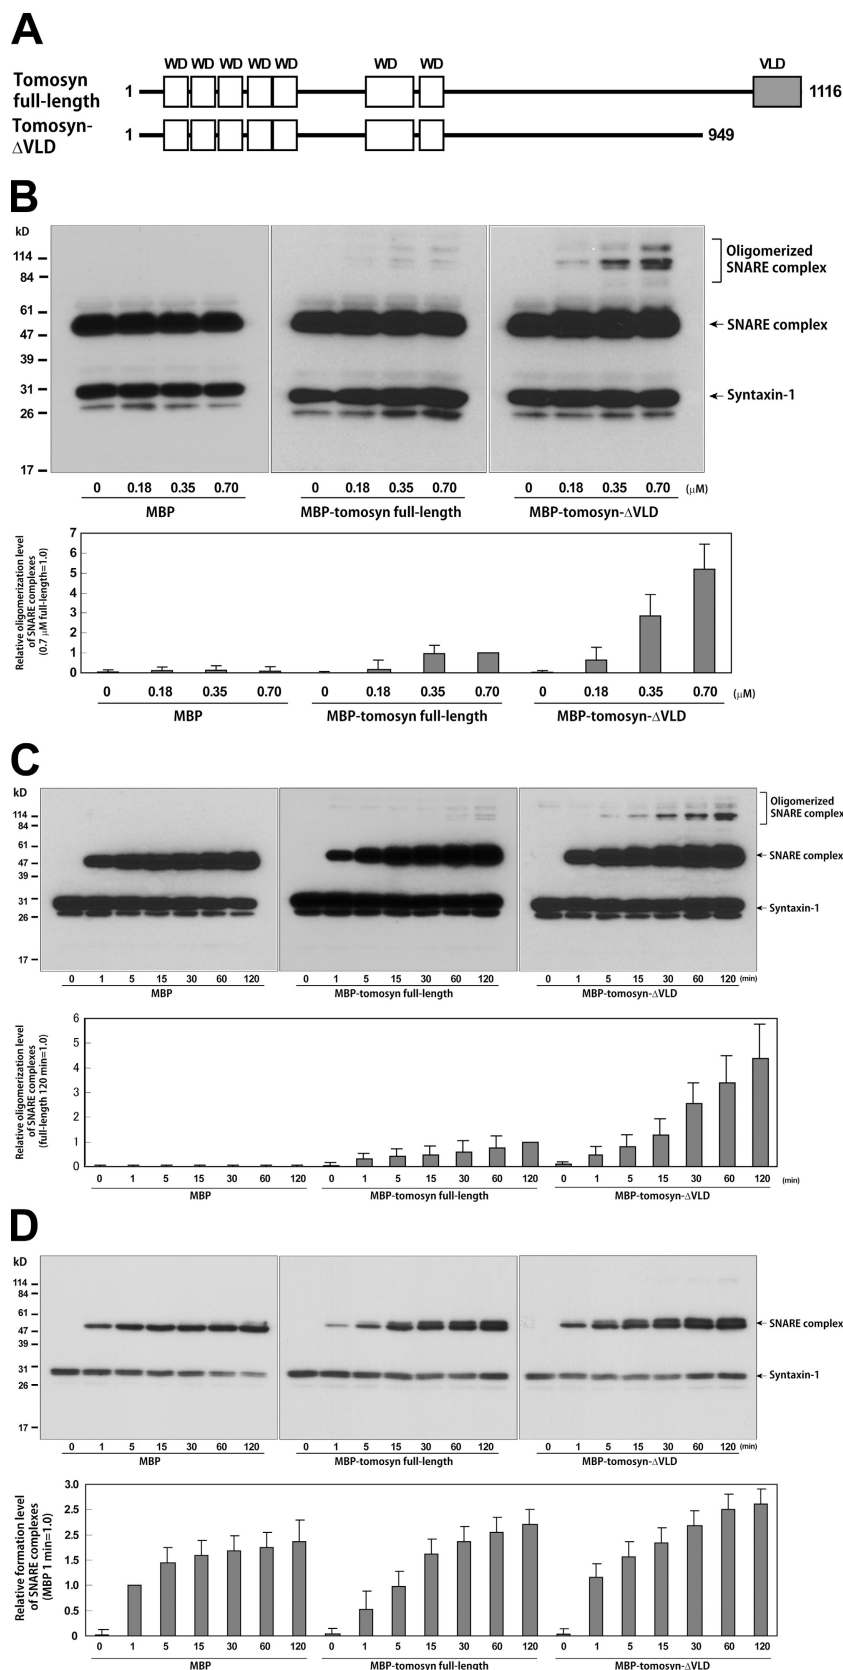 A
WD WD WD WD WD WD WD VLD
Tomosyn
full-length
1
1116
Tomosyn-
ΔVLD
1
949
B
kD
114
84
61
47
39
31
26
17
Oligomerized
SNARE complex
SNARE complex
Syntaxin-1
0 0.18 0.35 0.70 0 0.18 0.35 0.70 0 0.18 0.35 0.70 (μM)
MBP MBP-tomosyn full-length MBP-tomosyn-ΔVLD
Relative oligomerization level
of SNARE complexes
(0.7 μM full-length=1.0)
7
6
5
4
3
2
1
0
0 0.18 0.35 0.70 0 0.18 0.35 0.70 0 0.18 0.35 0.70 (μM)
MBP MBP-tomosyn full-length MBP-tomosyn-ΔVLD
C
kD
114
84
61
47
39
31
26
17
Oligomerized
SNARE complex
SNARE complex
Syntaxin-1
0 1 5 15 30 60 120 0 1 5 15 30 60 120 0 1 5 15 30 60 120 (min)
MBP MBP-tomosyn full-length MBP-tomosyn-ΔVLD
Relative oligomerization level
of SNARE complexes
(full-length 120 min=1.0)
6
5
4
3
2
1
0
0 1 5 15 30 60 120 0 1 5 15 30 60 120 0 1 5 15 30 60 120 (min)
MBP MBP-tomosyn full-length MBP-tomosyn-ΔVLD
D
kD
114
84
61
47
39
31
26
17
SNARE complex
Syntaxin-1
0 1 5 15 30 60 120 0 1 5 15 30 60 120 0 1 5 15 30 60 120 (min)
MBP MBP-tomosyn full-length MBP-tomosyn-ΔVLD
Relative formation level
of SNARE complexes
(MBP 1 min=1.0)
3.0
2.5
2.5
1.5
1.0
0.5
0
0 1 5 15 30 60 120 0 1 5 15 30 60 120 0 1 5 15 30 60 120
MBP MBP-tomosyn full-length MBP-tomosyn-ΔVLD